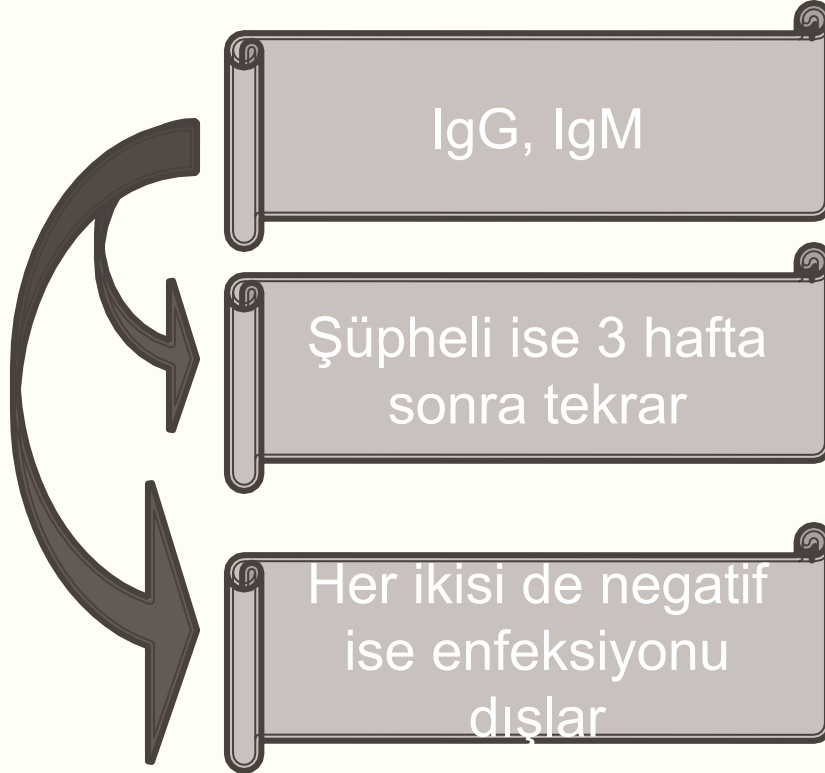 IgG, IgM
Şüpheli ise 3 hafta
sonra tekrar
Her ikisi de negatif
ise enfeksiyonu
dışlar